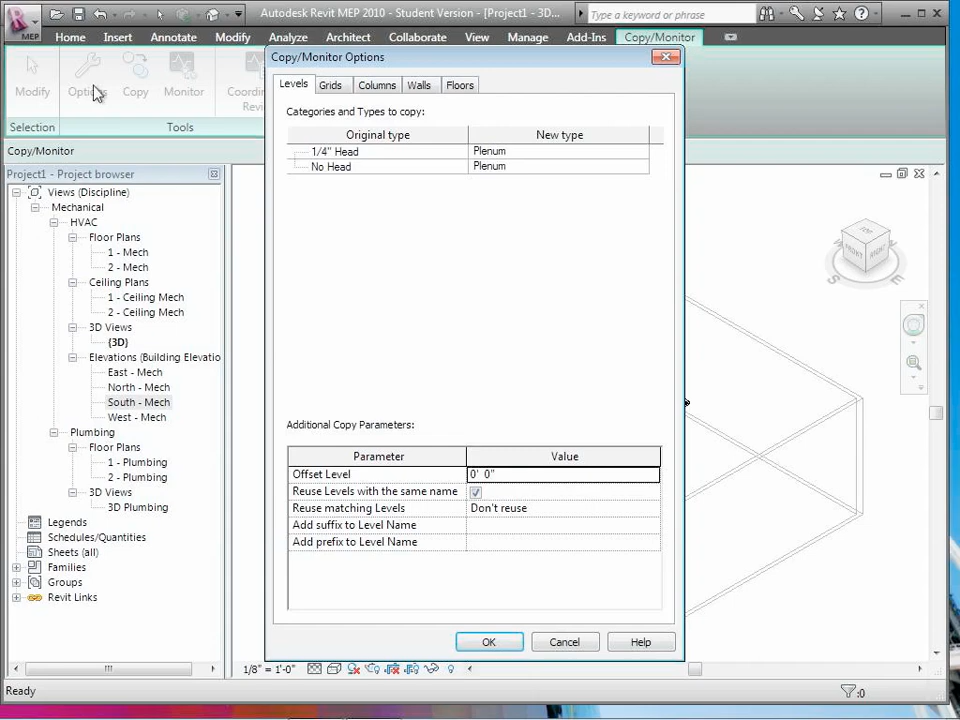 Autodesk Revit MEP 2010 - Student Version - [Project1 - 3D...
Type a keyword or phrase
MEP
Home Insert Annotate Modify Analyze Architect Collaborate View Manage Add-Ins Copy/Monitor
Modify Options Copy Monitor
Selection Tools
Copy/Monitor
Project1 - Project browser
Views (Discipline)
Mechanical
HVAC
Floor Plans
1 - Mech
2 - Mech
Ceiling Plans
1 - Ceiling Mech
2 - Ceiling Mech
3D Views
{3D}
Elevations (Building Elevatio
East - Mech
North - Mech
South - Mech
West - Mech
Plumbing
Floor Plans
1 - Plumbing
2 - Plumbing
3D Views
3D Plumbing
Legends
Schedules/Quantities
Sheets (all)
Families
Groups
Revit Links
Copy/Monitor Options
Levels Grids Columns Walls Floors
Categories and Types to copy:
Original type New type
1/4" Head Plenum
No Head Plenum
Additional Copy Parameters:
Parameter Value
Offset Level 0' 0"
Reuse Levels with the same name
Reuse matching Levels Don't reuse
Add suffix to Level Name
Add prefix to Level Name
OK Cancel Help
TOP
FRONT RIGHT
S E
1/8" = 1'-0"
Ready
:0